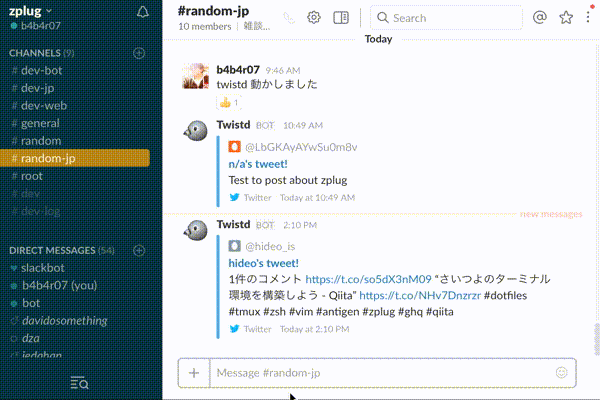 zplug
b4b4r07
CHANNELS (9)
# dev-bot
# dev-jp
# dev-web
# general
# random
# random-jp
# root
# dev
# dev-log
DIRECT MESSAGES (54)
slackbot
b4b4r07 (you)
bot
davidosomething
dza
#random-jp
10 members | 雑談...
Search
Today
b4b4r07 9:46 AM
twistd 動かしました
1
Twistd BOT 10:49 AM
@LbGKAyAYwSu0m8v
n/a's tweet!
Test to post about zplug
Twitter Today at 10:49 AM
new messages
Twistd BOT 2:10 PM
@hideo_is
hideo's tweet!
1件のコメント https://t.co/so5dX3nM09 “さいつよのターミナル
環境を構築しよう - Qiita” https://t.co/NHv7Dnzrzr #dotfiles
#tmux #zsh #vim #antigen #zplug #ghq #qiita
Twitter Today at 2:10 PM
Message #random-jp